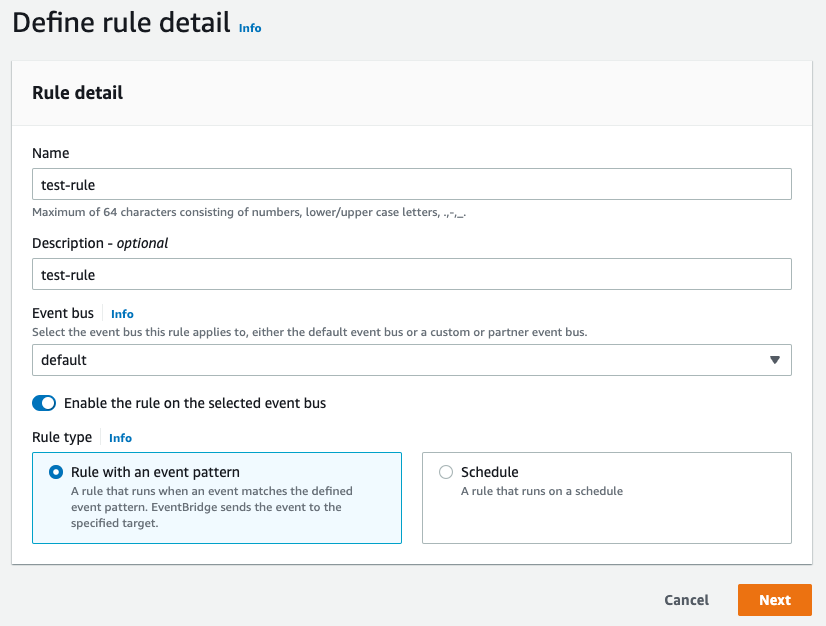 Define rule detail Info
Rule detail
Name
test-rule
Maximum of 64 characters consisting of numbers, lower/upper case letters, .,-,_.
Description - optional
test-rule
Event bus Info
Select the event bus this rule applies to, either the default event bus or a custom or partner event bus.
default
Enable the rule on the selected event bus
Rule type Info
Rule with an event pattern
A rule that runs when an event matches the defined
event pattern. EventBridge sends the event to the
specified target.
Schedule
A rule that runs on a schedule
Cancel
Next